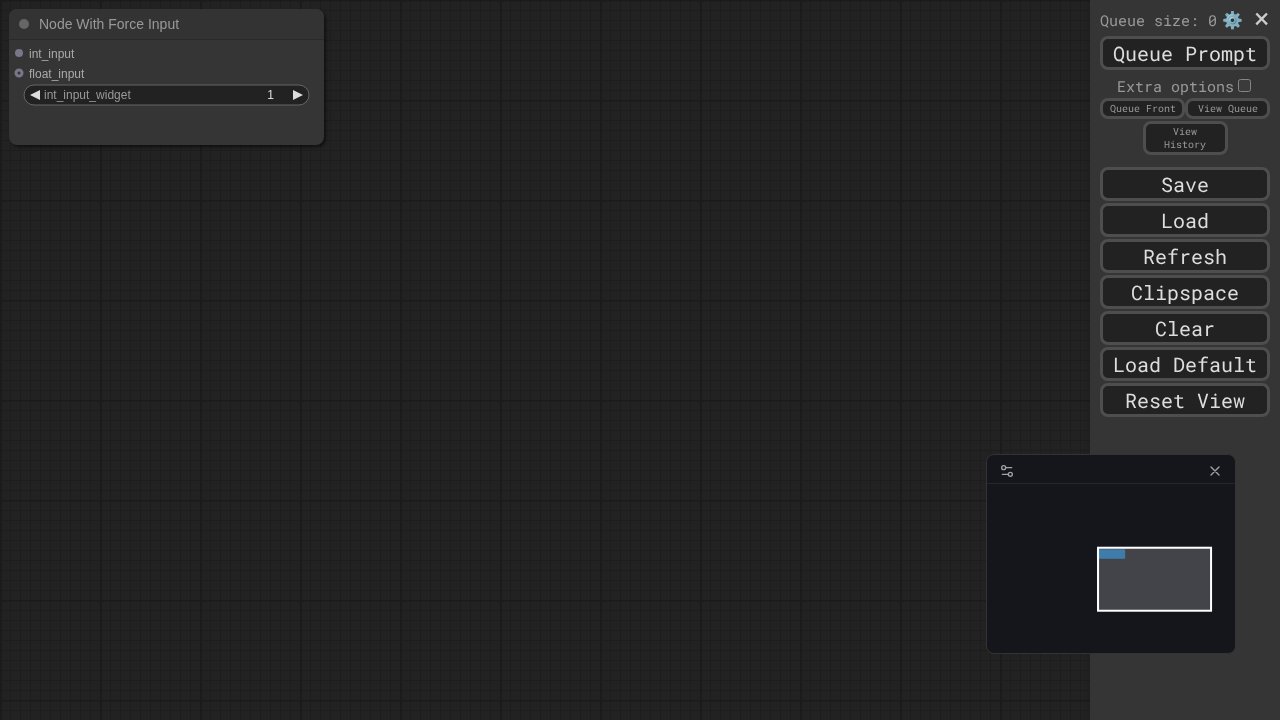 Node With Force Input
int_input
float_input
int_input_widget 1
Queue size: 0
Queue Prompt
Extra options
Queue Front View Queue
View
History
Save
Load
Refresh
Clipspace
Clear
Load Default
Reset View